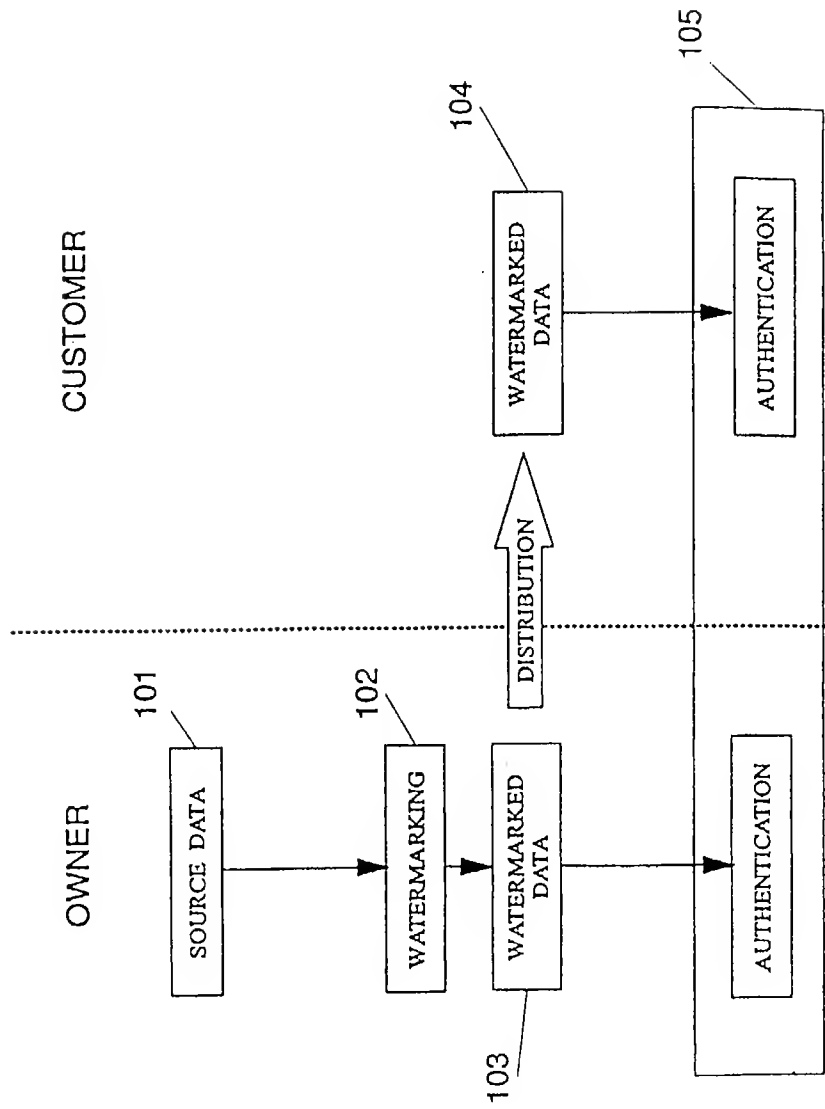 OWNER
CUSTOMER
101
SOURCE DATA
102
WATERMARKING
103
WATERMARKED
DATA
DISTRIBUTION
104
WATERMARKED
DATA
105
AUTHENTICATION
AUTHENTICATION